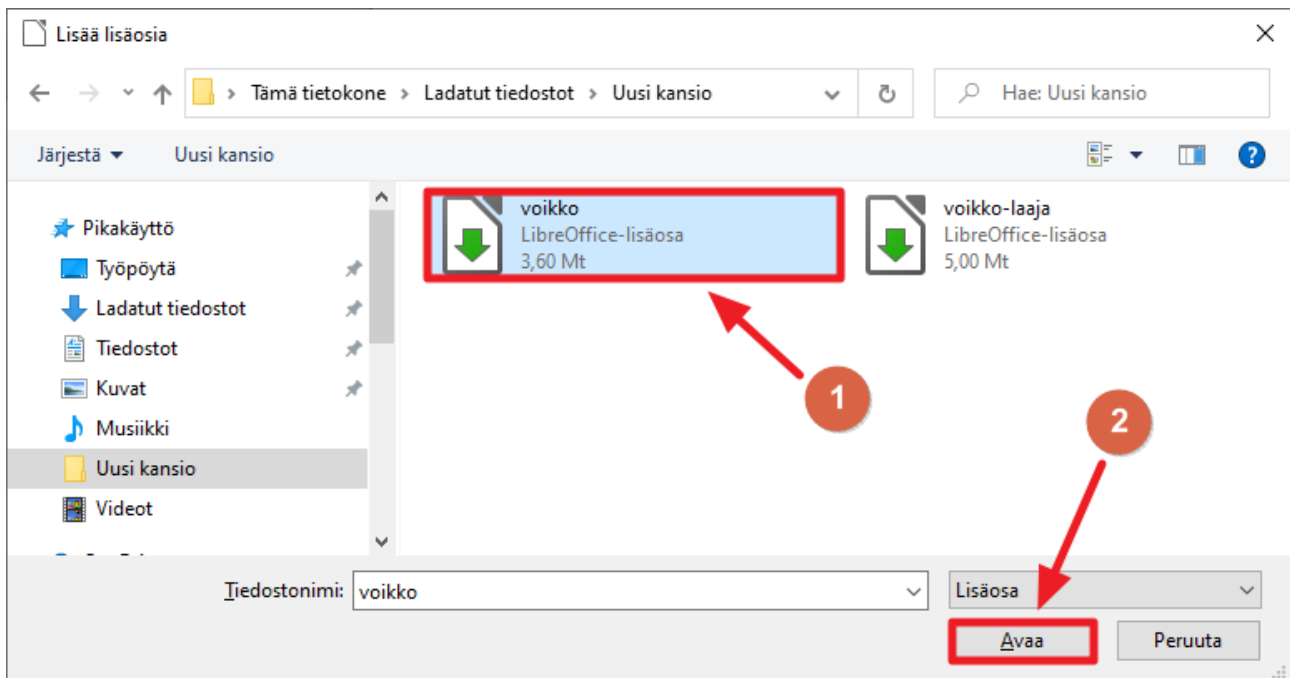 Lisää lisäosia
Tämä tietokone > Ladatut tiedostot > Uusi kansio
Hae: Uusi kansio
Järjestä
Uusi kansio
Pikakäyttö
Työpöytä
Ladatut tiedostot
Tiedostot
Kuvat
Musiikki
Uusi kansio
Videot
voikko
LibreOffice-lisäosa
3,60 Mt
voikko-laaja
LibreOffice-lisäosa
5,00 Mt
1
2
Tiedostonimi: voikko
Lisäosa
Avaa
Peruuta